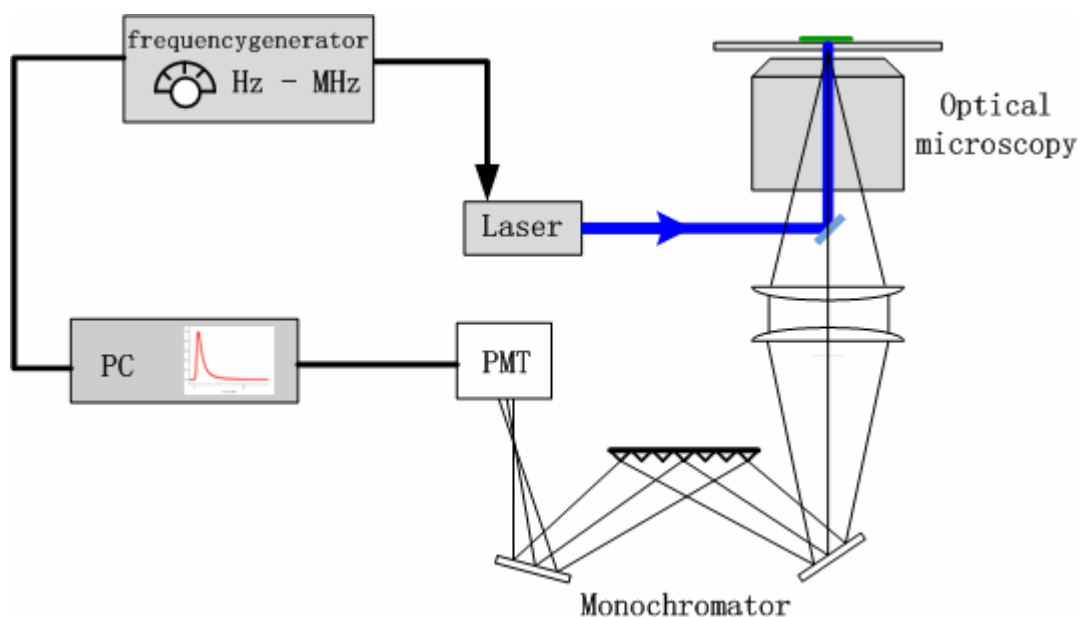 frequencygenerator
Hz - MHz
Optical
microscopy
Laser
PC
PMT
Monochromator